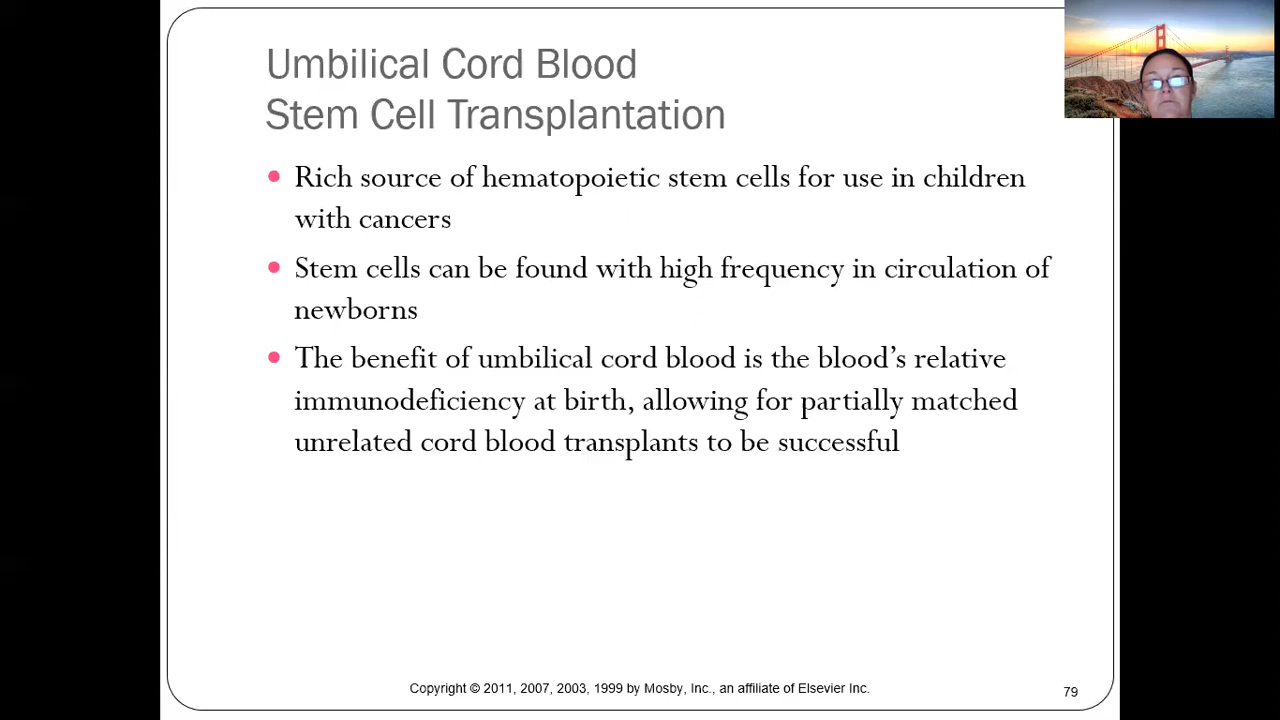 Umbilical Cord Blood
Stem Cell Transplantation
• Rich source of hematopoietic stem cells for use in children
with cancers
• Stem cells can be found with high frequency in circulation of
newborns
• The benefit of umbilical cord blood is the blood’s relative
immunodeficiency at birth, allowing for partially matched
unrelated cord blood transplants to be successful
Copyright © 2011, 2007, 2003, 1999 by Mosby, Inc., an affiliate of Elsevier Inc.
79